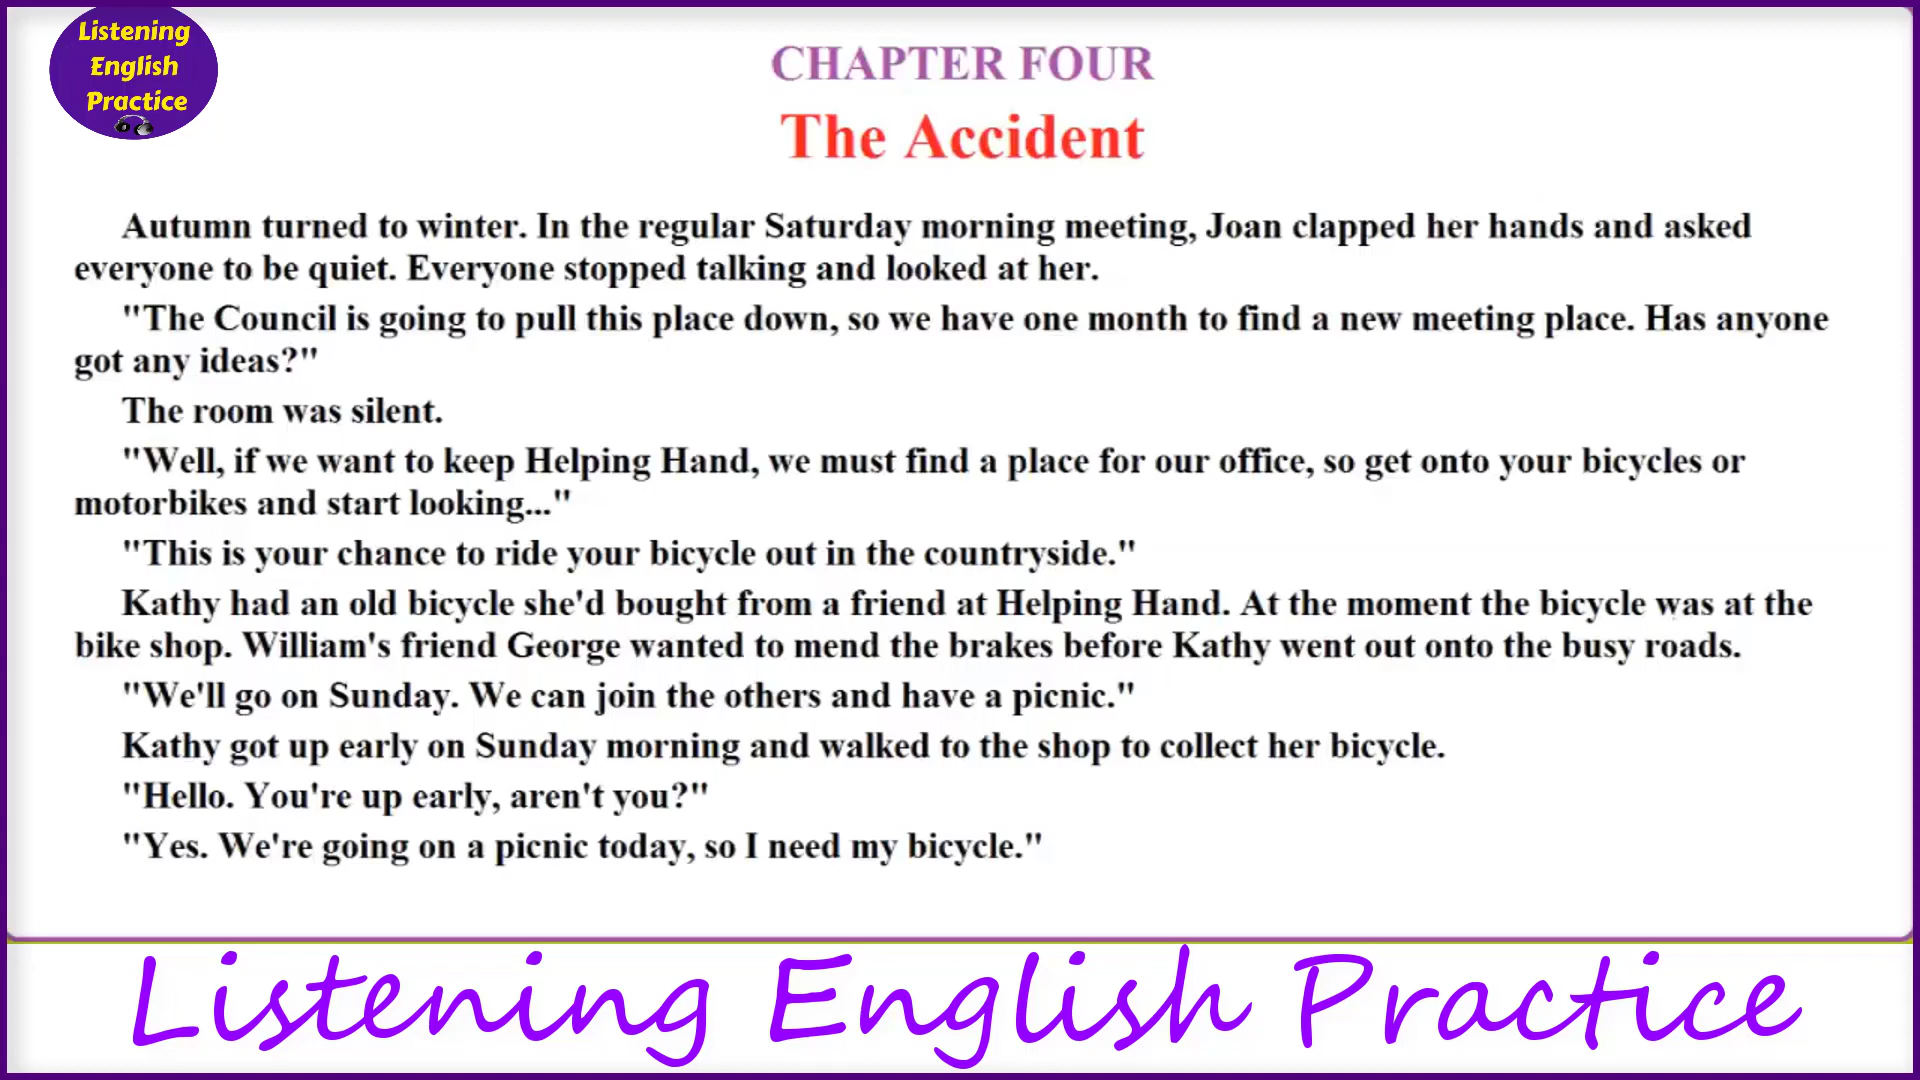 Listening
English
Practice
CHAPTER FOUR
The Accident
Autumn turned to winter. In the regular Saturday morning meeting, Joan clapped her hands and asked
everyone to be quiet. Everyone stopped talking and looked at her.
"The Council is going to pull this place down, so we have one month to find a new meeting place. Has anyone
got any ideas?"
The room was silent.
"Well, if we want to keep Helping Hand, we must find a place for our office, so get onto your bicycles or
motorbikes and start looking..."
"This is your chance to ride your bicycle out in the countryside."
Kathy had an old bicycle she'd bought from a friend at Helping Hand. At the moment the bicycle was at the
bike shop. William's friend George wanted to mend the brakes before Kathy went out onto the busy roads.
"We'll go on Sunday. We can join the others and have a picnic."
Kathy got up early on Sunday morning and walked to the shop to collect her bicycle.
"Hello. You're up early, aren't you?"
"Yes. We're going on a picnic today, so I need my bicycle."
Listening English Practice